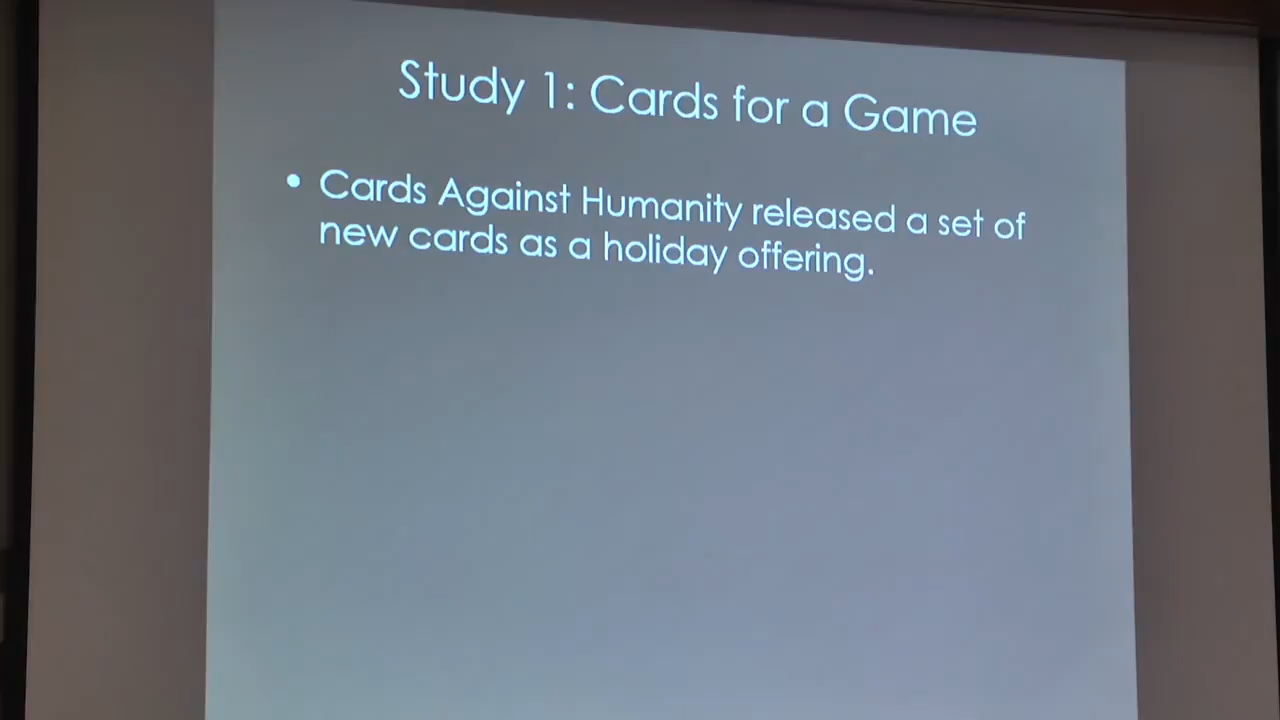 Study 1: Cards for a Game
• Cards Against Humanity released a set of
new cards as a holiday offering.